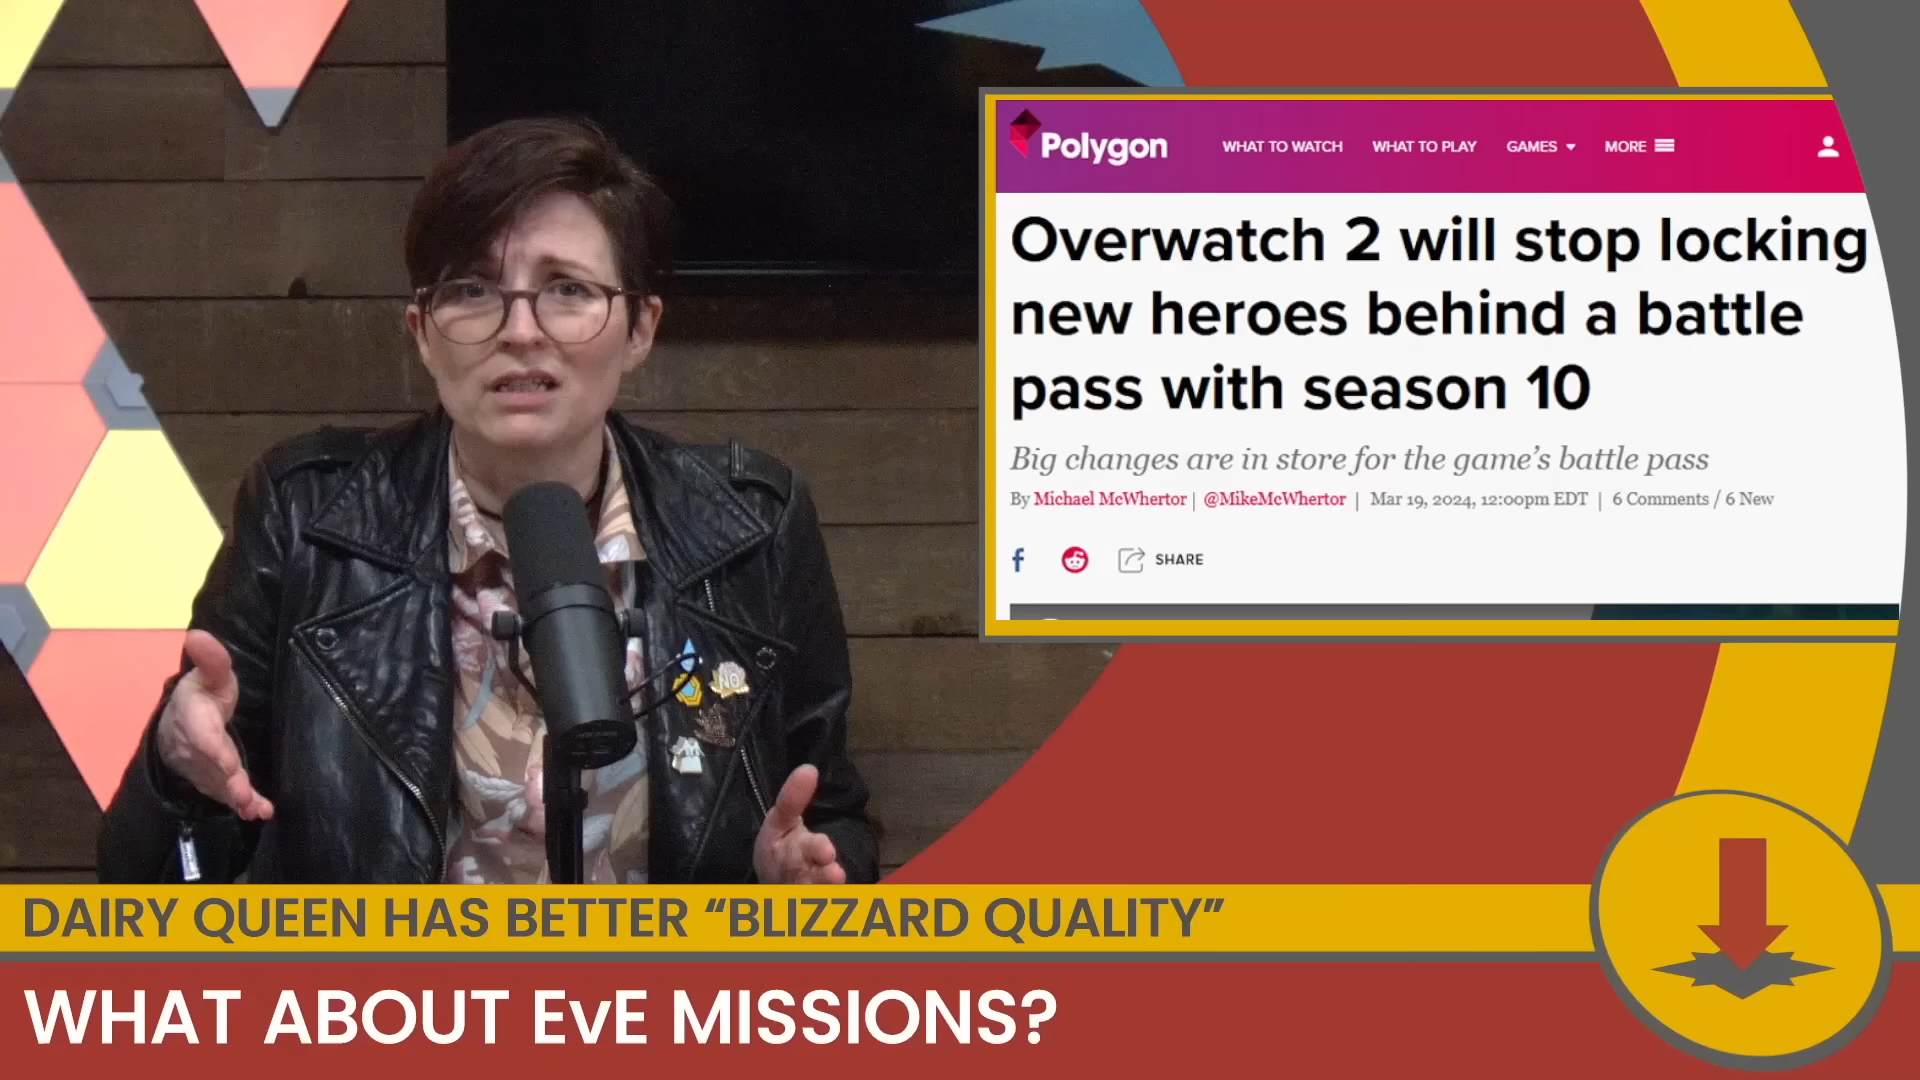 Polygon
WHAT TO WATCH
WHAT TO PLAY
GAMES
MORE
Overwatch 2 will stop locking
new heroes behind a battle
pass with season 10
Big changes are in store for the game's battle pass
By Michael McWhertor | @MikeMcWhertor | Mar 19, 2024, 12:00pm EDT | 6 Comments / 6 New
SHARE
NO
DAIRY QUEEN HAS BETTER “BLIZZARD QUALITY”
WHAT ABOUT EvE MISSIONS?